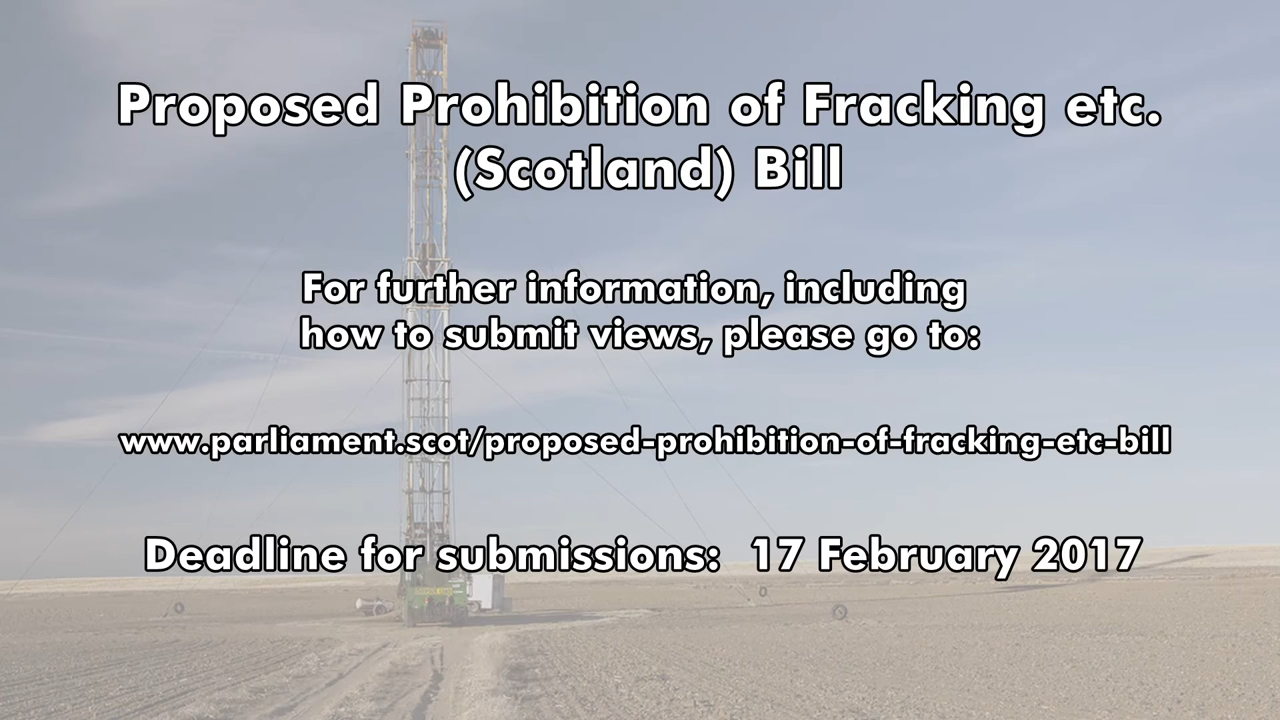 Proposed Prohibition of Fracking etc.
(Scotland) Bill
For further information, including
how to submit views, please go to:
www.parliament.scot/proposed-prohibition-of-fracking-etc-bill
Deadline for submissions:  17 February 2017